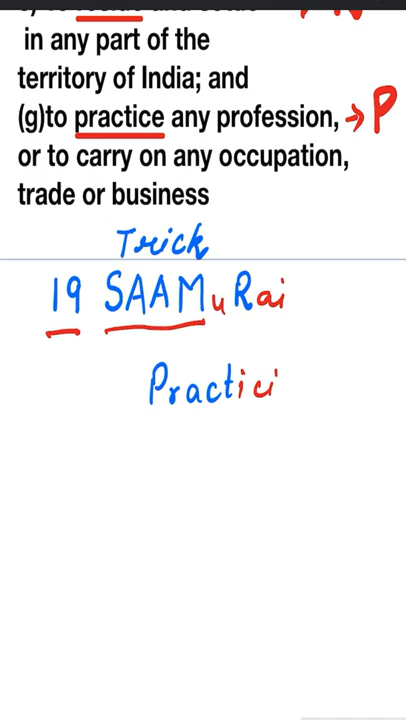 in any part of the
territory of India; and
(g)to practice any profession, → P
or to carry on any occupation,
trade or business
Trick
19 SAAMuRai
Practici